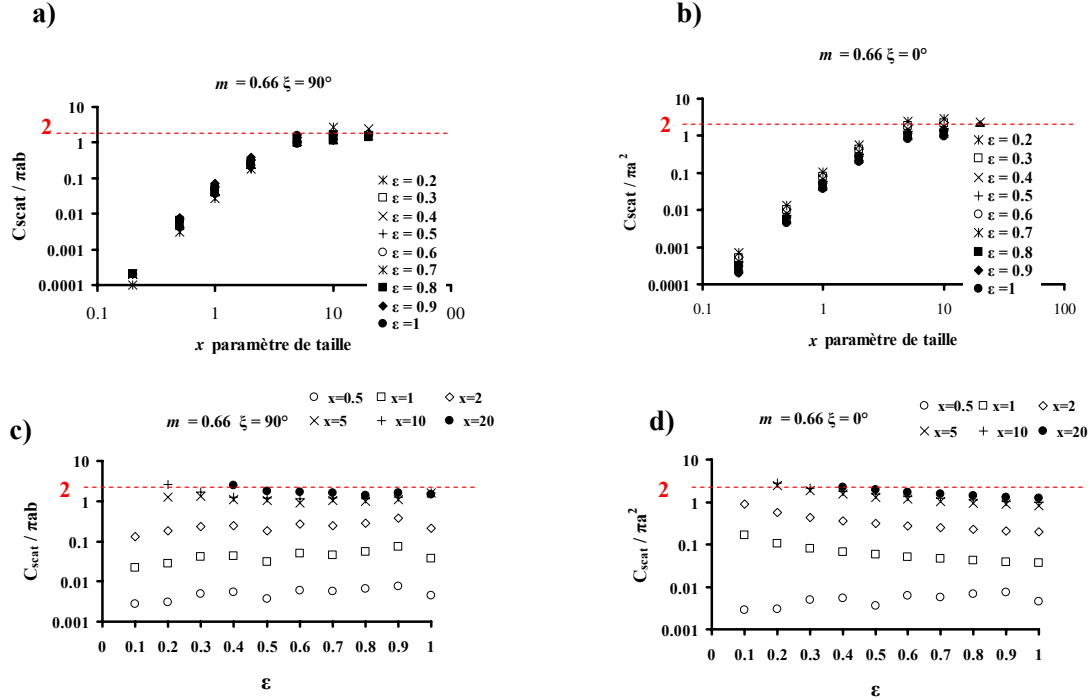 a)
m = 0.66 ξ = 90°
10
2
1
0.1
0.01
0.001
0.0001
Cscat / πab
0.1
1
10
00
x paramètre de taille
ε = 0.2
ε = 0.3
ε = 0.4
ε = 0.5
ε = 0.6
ε = 0.7
ε = 0.8
ε = 0.9
ε =1
b)
m = 0.66 ξ = 0°
10
2
1
0.1
0.01
0.001
0.0001
Cscat / πa²
0.1
1
10
100
x paramètre de taille
ε = 0.2
ε = 0.3
ε = 0.4
ε = 0.5
ε = 0.6
ε = 0.7
ε = 0.8
ε = 0.9
ε = 1
c)
m = 0.66 ξ = 90°
x=0.5 x=1 x=2
x=5 x=10 x=20
10
2
1
0.1
0.01
0.001
Cscat / πab
0 0.1 0.2 0.3 0.4 0.5 0.6 0.7 0.8 0.9 1
ε
d)
m = 0.66 ξ = 0°
x=0.5 x=1 x=2
x=5 x=10 x=20
10
2
1
0.1
0.01
0.001
Cscat / πa²
0 0.1 0.2 0.3 0.4 0.5 0.6 0.7 0.8 0.9 1
ε